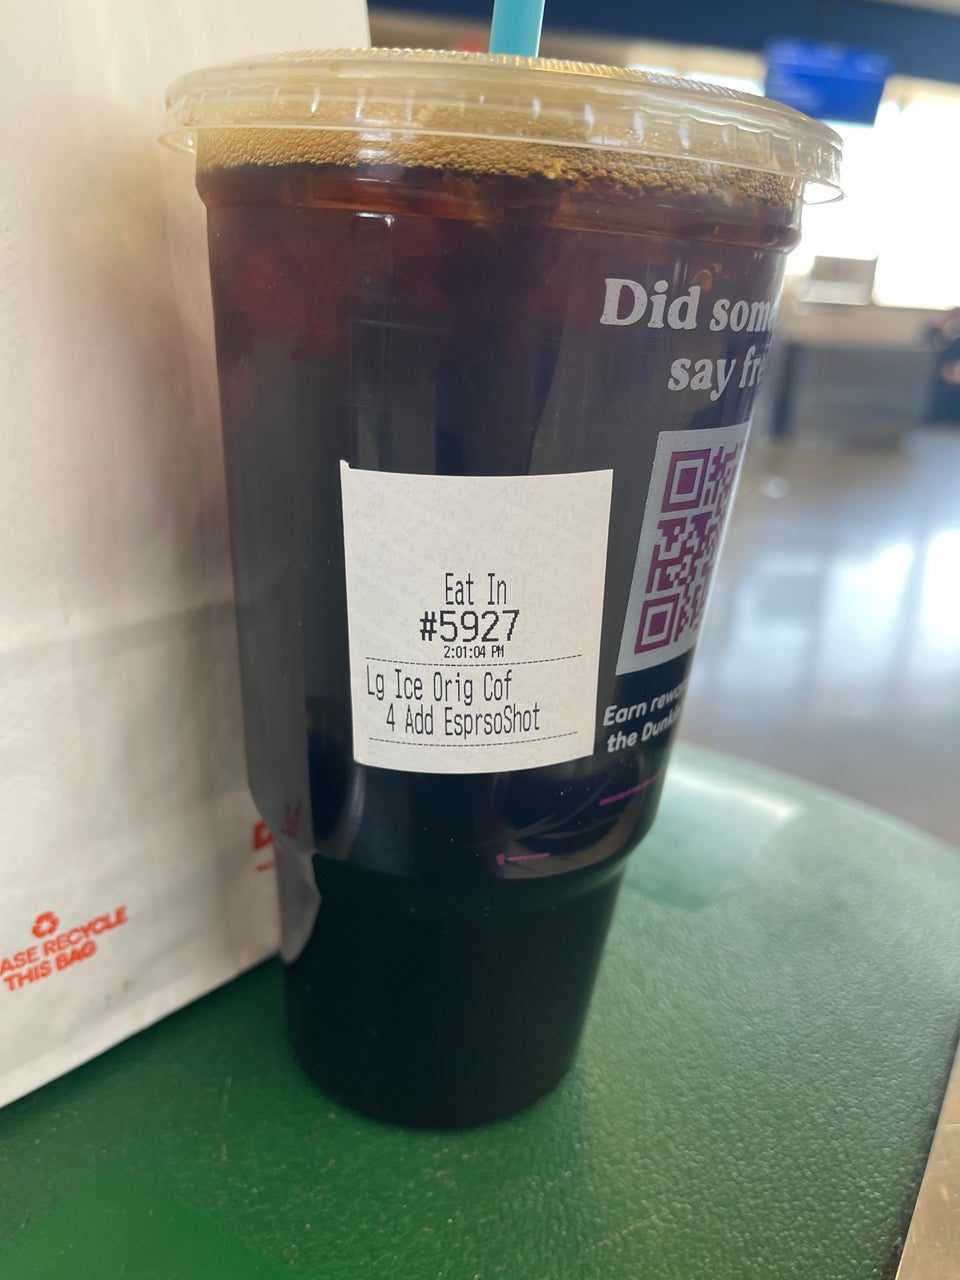 Did som
say fr
Eat In
#5927
2:01:04 PM
Lg Ice Orig Cof
4 Add EsprsoShot
Earn rewa
the Dunk
ASE RECYCLE
THIS BAG